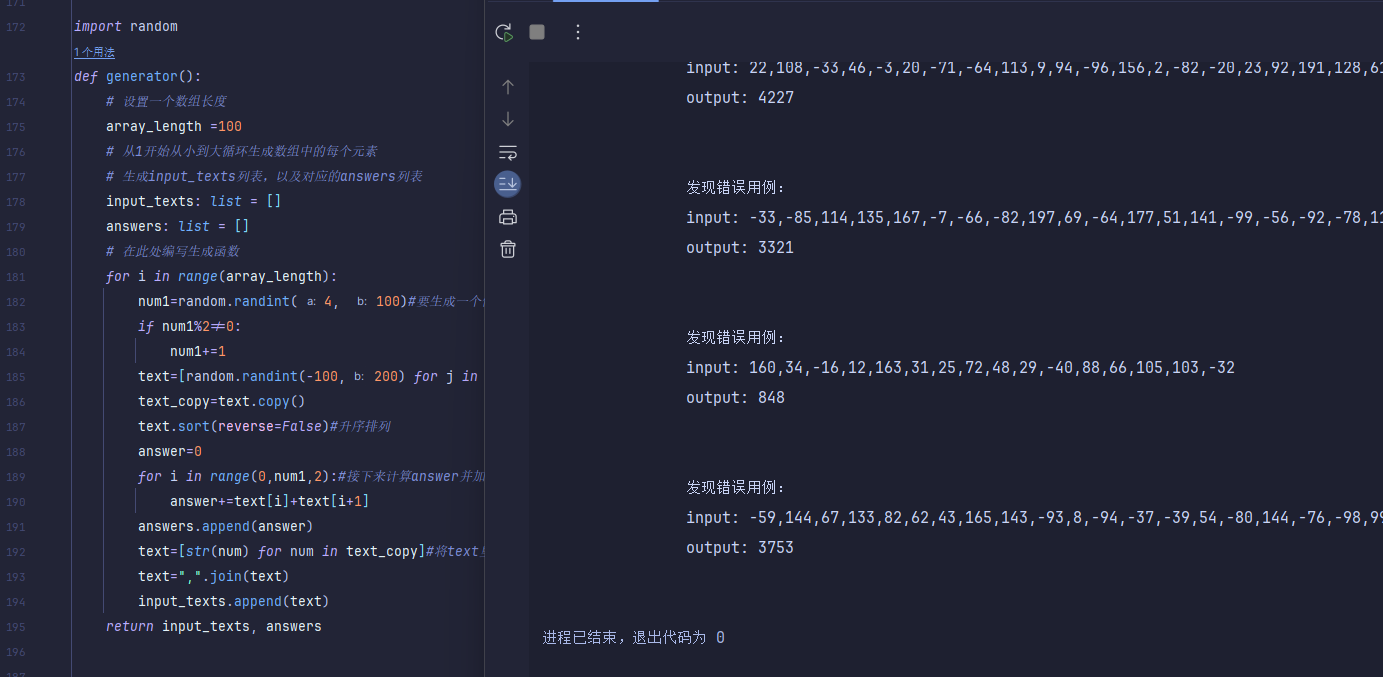 171
172 import random
1个用法
173 def generator():
174 # 设置一个数组长度
175 array_length =100
176 # 从1开始从小到大循环生成数组中的每个元素
177 # 生成input_texts列表，以及对应的answers列表
178 input_texts: list = []
179 answers: list = []
180 # 在此处编写生成函数
181 for i in range(array_length):
182 num1=random.randint( a: 4, b: 100)#要生成一个
183 if num1%2≠0:
184 num1+=1
185 text=[random.randint(-100, b: 200) for j in
186 text_copy=text.copy()
187 text.sort(reverse=False)#升序排列
188 answer=0
189 for i in range(0,num1,2):#接下来计算answer并加
190 answer+=text[i]+text[i+1]
191 answers.append(answer)
192 text=[str(num) for num in text_copy]#将text
193 text=",".join(text)
194 input_texts.append(text)
195 return input_texts, answers
196
input: 22,108,-33,46,-3,20,-71,-64,113,9,94,-96,156,2,-82,-20,23,92,191,128,61
output: 4227
发现错误用例：
input: -33,-85,114,135,167,-7,-66,-82,197,69,-64,177,51,141,-99,-56,-92,-78,11
output: 3321
发现错误用例：
input: 160,34,-16,12,163,31,25,72,48,29,-40,88,66,105,103,-32
output: 848
发现错误用例：
input: -59,144,67,133,82,62,43,165,143,-93,8,-94,-37,-39,54,-80,144,-76,-98,99
output: 3753
进程已结束，退出代码为 0